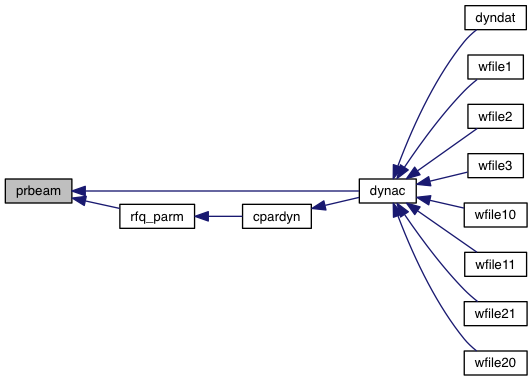 dyndat
wfile1
wfile2
wfile3
prbeam
dynac
rfq_parm
cpardyn
wfile10
wfile11
wfile21
wfile20